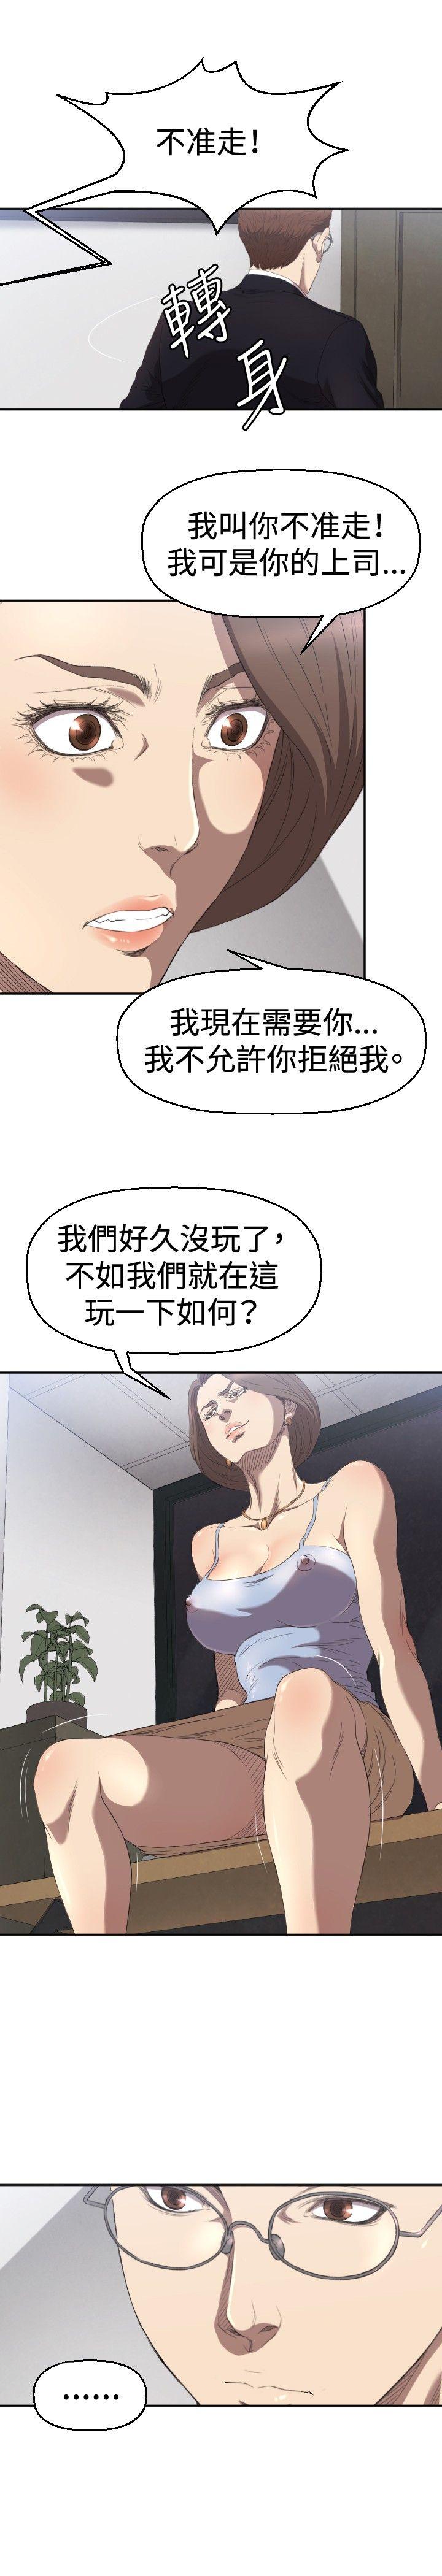 不准走！
轉身
我叫你不准走！
我可是你的上司...
我現在需要你...
我不允許你拒絕我。
我們好久沒玩了，
不如我們就在這
玩一下如何？
......